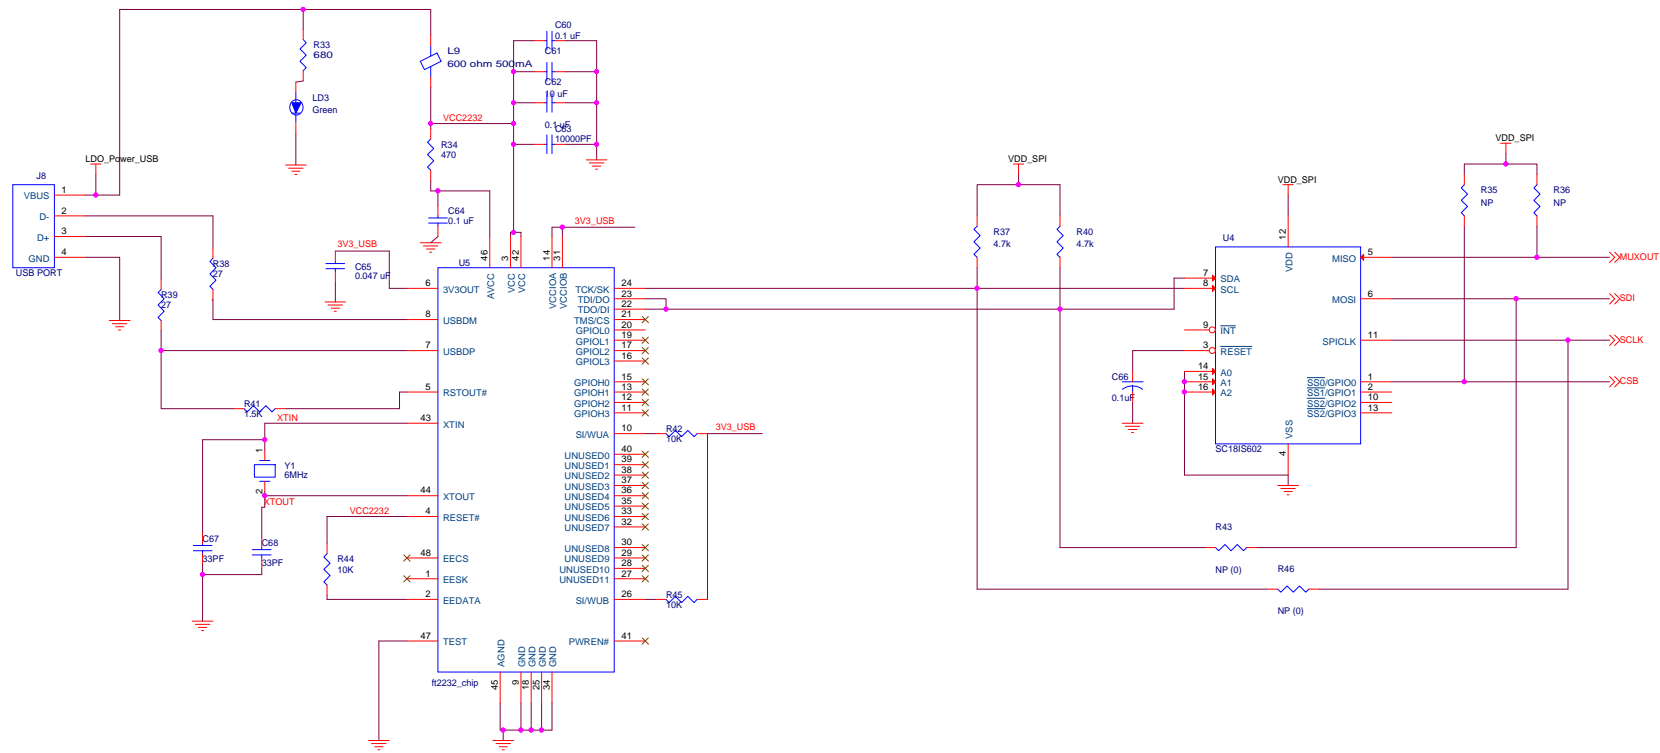 C60
0.1 uF
C61
R33
680
L9
600 ohm 500mA
C62
10 uF
LD3
Green
VCC2232
0.1 uF
C63
10000PF
R34
470
LDO_Power_USB
J8
VBUS 1
D- 2
D+ 3
GND 4
USB PORT
C64
0.1 uF
3V3_USB
3V3_USB
C65
0.047 uF
R38
27
R39
27
U5
46
3
42
14
31
AVCC
VCC
VCC
VCCIOA
VCCIOB
6 3V3OUT
8 USBDM
7 USBDP
5 RSTOUT#
43 XTIN
44 XTOUT
4 RESET#
48 EECS
1 EESK
2 EEDATA
47 TEST
TCK/SK 24
TDI/DO 23
TDO/DI 22
TMS/CS 21
GPIOL0 20
GPIOL1 19
GPIOL2 17
GPIOL3 16
GPIOH0 15
GPIOH1 13
GPIOH2 12
GPIOH3 11
SI/WUA 10
UNUSED0 40
UNUSED1 39
UNUSED2 38
UNUSED3 37
UNUSED4 36
UNUSED5 35
UNUSED6 33
UNUSED7 32
UNUSED8 30
UNUSED9 29
UNUSED10 28
UNUSED11 27
SI/WUB 26
PWREN# 41
AGND
GND
GND
GND
GND
45
9
18
25
34
ft2232_chip
R41
1.5K
XTIN
1
Y1
6MHz
2
XTOUT
VCC2232
C67
33PF
C68
33PF
R44
10K
R42
10K
3V3_USB
R45
10K
VDD_SPI
R37
4.7k
R40
4.7k
VDD_SPI
VDD_SPI
R35
NP
R36
NP
U4
12
VDD
7 SDA
8 SCL
9 INT
3 RESET
14 A0
15 A1
16 A2
MISO 5
MOSI 6
SPICLK 11
SS0/GPIO0 1
SS1/GPIO1 2
SS2/GPIO2 10
SS2/GPIO3 13
VSS
4
SC18IS602
C66
0.1uF
MUXOUT
SDI
SCLK
CSB
R43
NP (0)
R46
NP (0)